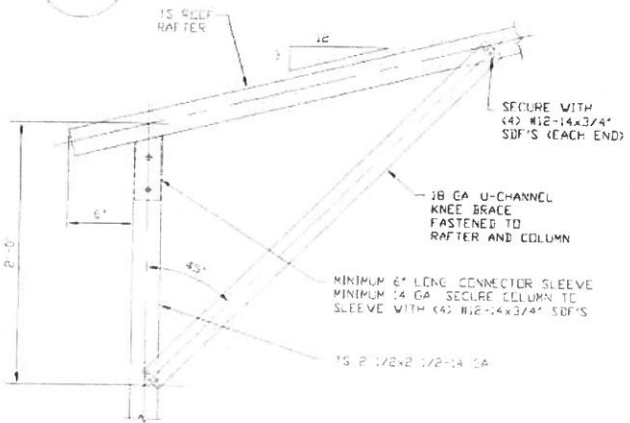 TS ROOF
RAFTER
12
3
SECURE WITH
(4) #12-14x3/4"
SDF'S (EACH END)
18 GA U-CHANNEL
KNEE BRACE
FASTENED TO
RAFTER AND COLUMN
6"
2'-0"
45°
MINIMUM 6" LONG CONNECTOR SLEEVE
MINIMUM 14 GA SECURE COLUMN TO
SLEEVE WITH (4) #12-14x3/4" SDF'S
TS 2 1/2x2 1/2-14 GA